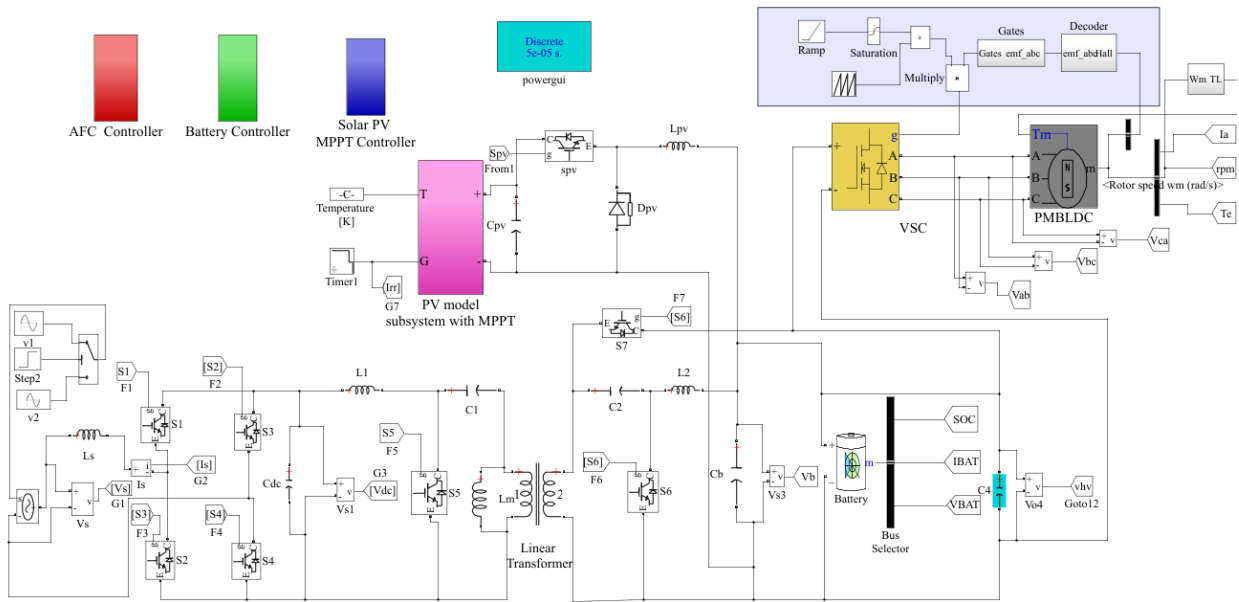 AFC Controller
Battery Controller
Solar PV
MPPT Controller
Discrete
5e-05 s.
powergui
Ramp
Saturation
Multiply
Gates
Gates emf_abc
Decoder
emf_abc
Hall
Wm TL
Spv
From1
C
g
E
spv
Lpv
Dpv
Cpv
-C-
Temperature
[K]
T
G
+
-
Timer1
[Irr]
G7
PV model
subsystem with MPPT
+
-
g
A
B
C
VSC
Tm
A
B
C
m
N
S
PMBLDC
<Rotor speed wm (rad/s)>
Ia
rpm
Te
Vca
Vbc
Vab
v1
Step2
v2
S1
F1
[S2]
F2
S1
S3
Ls
Is
[Is]
G2
[Vs]
G1
Vs
[S3]
F3
[S4]
F4
S2
S4
L1
C1
Cdc
G3
[Vdc]
Vs1
S5
F5
S5
Lm
1
2
Linear
Transformer
F7
[S6]
S7
C2
L2
[S6]
F6
S6
Cb
Vb
Vs3
+
-
m
Battery
SOC
IBAT
VBAT
Bus
Selector
C4
Vo4
vhv
Goto12